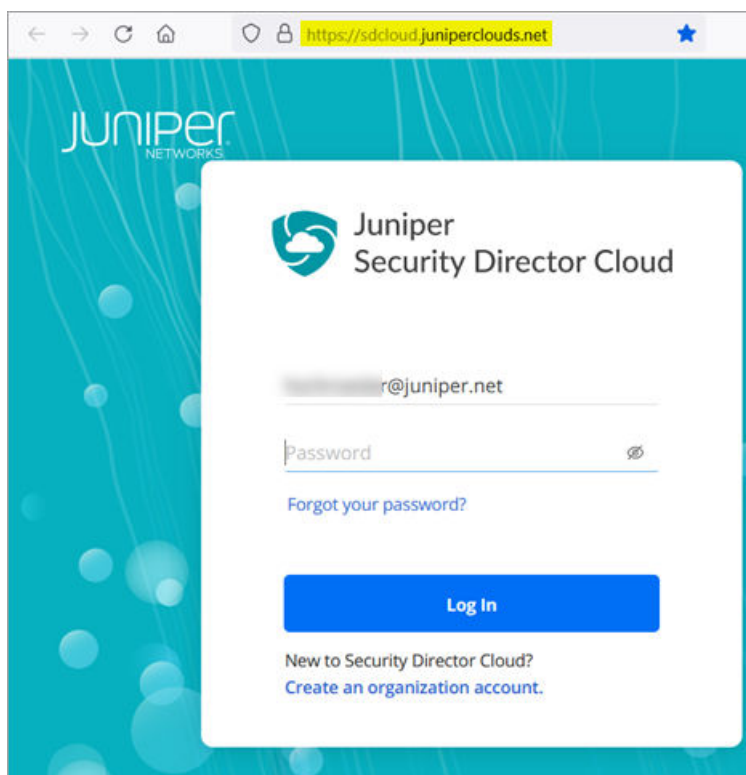 https://sdcloud.juniperclouds.net
JUNIPEr
NETWORKS
Juniper
Security Director Cloud
r@juniper.net
Password
Forgot your password?
Log In
New to Security Director Cloud?
Create an organization account.